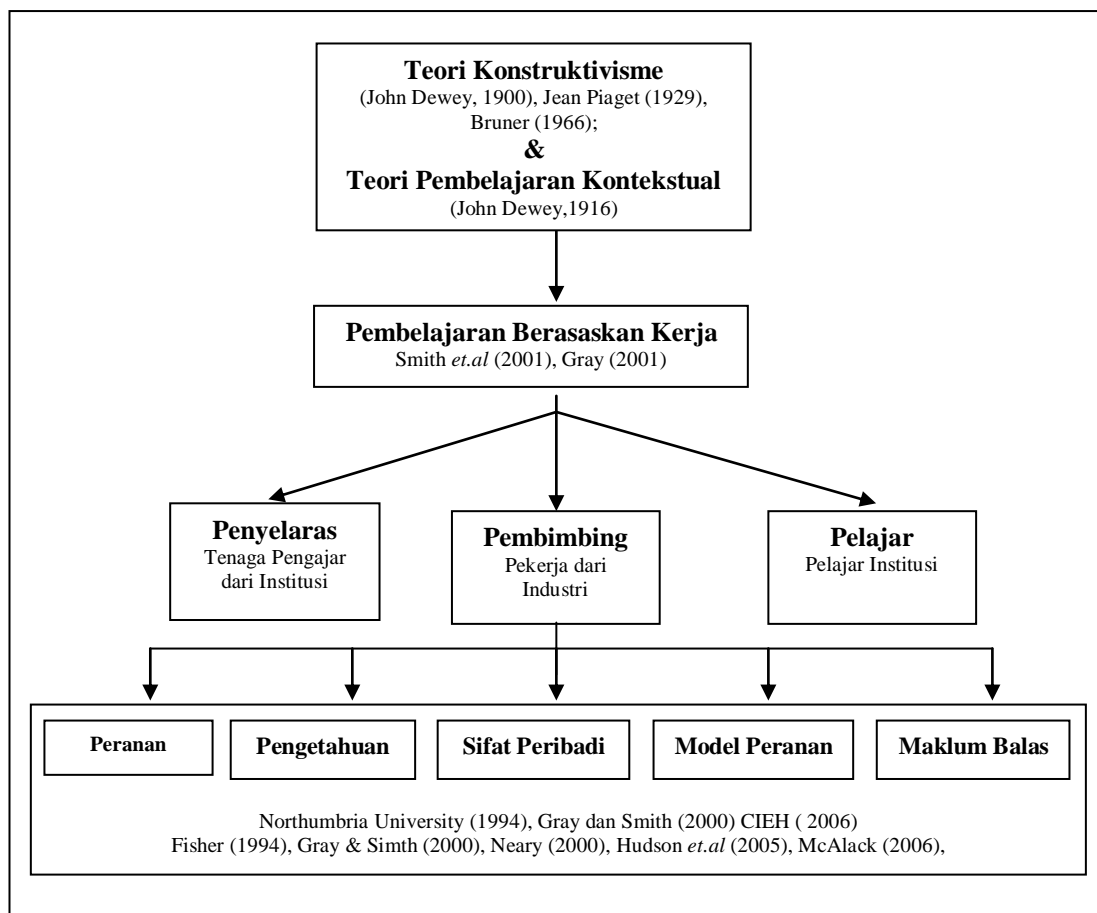 Teori Konstruktivisme
(John Dewey, 1900), Jean Piaget (1929),
Bruner (1966);
&
Teori Pembelajaran Kontekstual
(John Dewey,1916)
Pembelajaran Berasaskan Kerja
Smith et.al (2001), Gray (2001)
Penyelaras
Tenaga Pengajar
dari Institusi
Pembimbing
Pekerja dari
Industri
Pelajar
Pelajar Institusi
Peranan
Pengetahuan
Sifat Peribadi
Model Peranan
Maklum Balas
Northumbria University (1994), Gray dan Smith (2000) CIEH ( 2006)
Fisher (1994), Gray & Simth (2000), Neary (2000), Hudson et.al (2005), McAlack (2006),